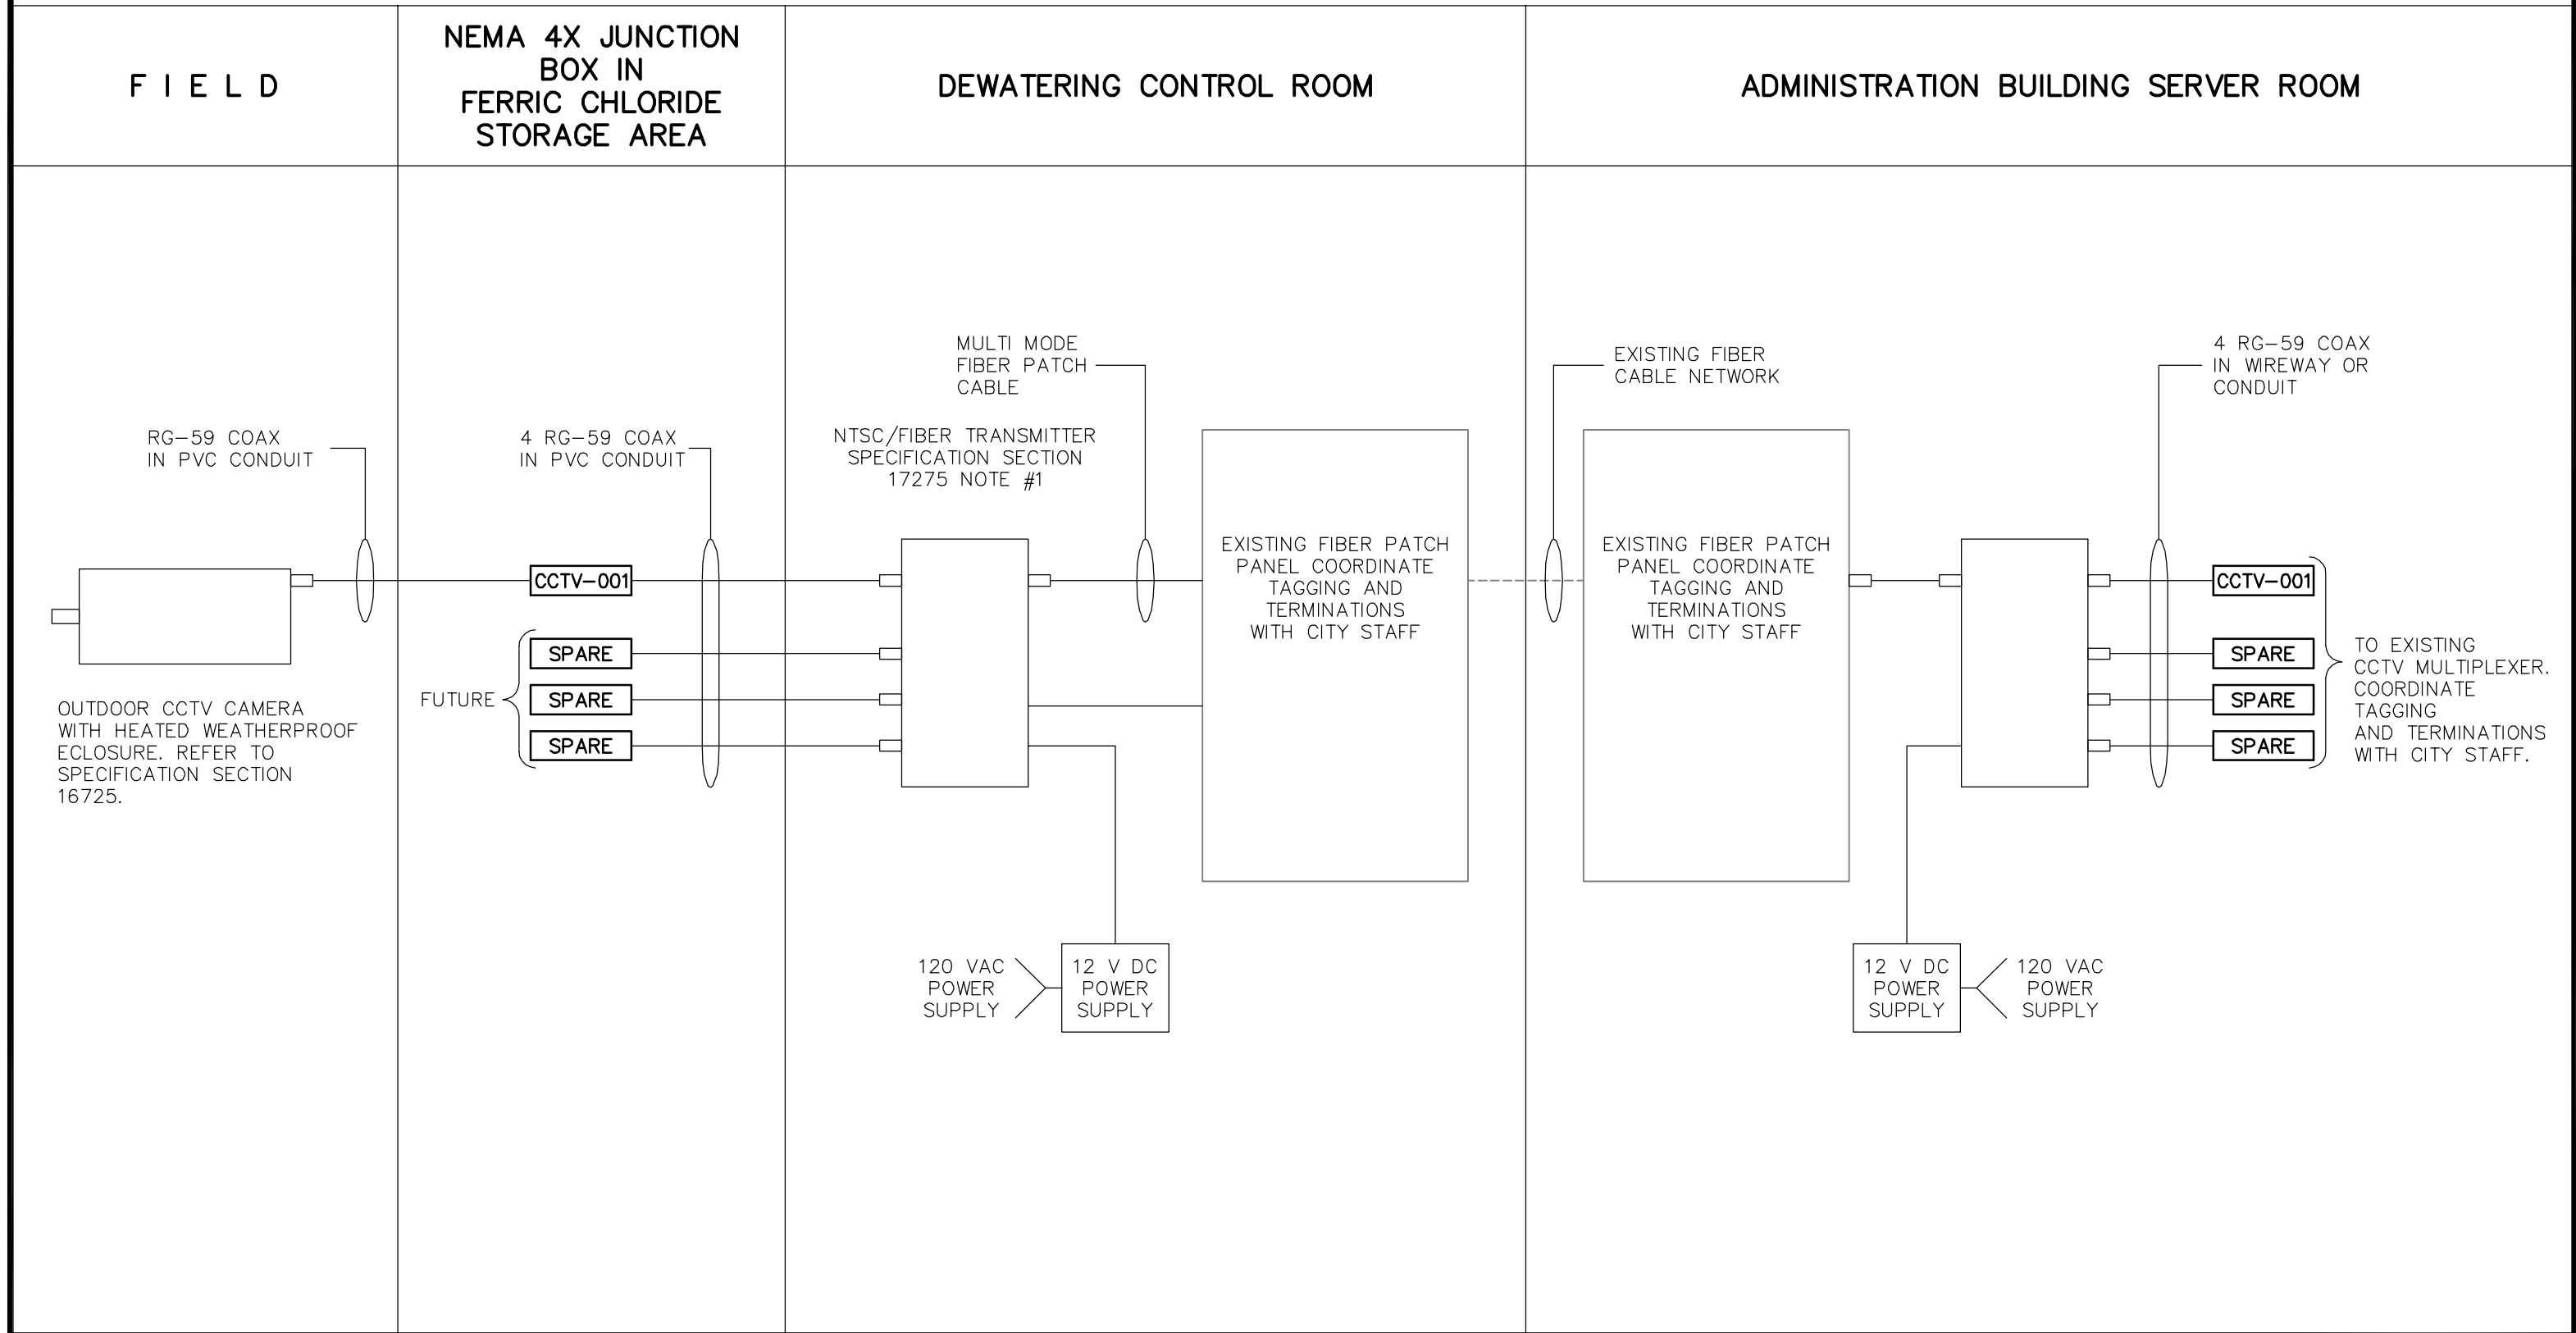 F I E L D
NEMA 4X JUNCTION
BOX IN
FERRIC CHLORIDE
STORAGE AREA
DEWATERING CONTROL ROOM
ADMINISTRATION BUILDING SERVER ROOM
RG-59 COAX
IN PVC CONDUIT
OUTDOOR CCTV CAMERA
WITH HEATED WEATHERPROOF
ECLOSURE. REFER TO
SPECIFICATION SECTION
16725.
4 RG-59 COAX
IN PVC CONDUIT
CCTV-001
FUTURE
SPARE
SPARE
SPARE
MULTI MODE
FIBER PATCH
CABLE
NTSC/FIBER TRANSMITTER
SPECIFICATION SECTION
17275 NOTE #1
EXISTING FIBER PATCH
PANEL COORDINATE
TAGGING AND
TERMINATIONS
WITH CITY STAFF
120 VAC
POWER
SUPPLY
12 V DC
POWER
SUPPLY
EXISTING FIBER
CABLE NETWORK
EXISTING FIBER PATCH
PANEL COORDINATE
TAGGING AND
TERMINATIONS
WITH CITY STAFF
4 RG-59 COAX
IN WIREWAY OR
CONDUIT
CCTV-001
SPARE
SPARE
SPARE
TO EXISTING
CCTV MULTIPLEXER.
COORDINATE
TAGGING
AND TERMINATIONS
WITH CITY STAFF.
12 V DC
POWER
SUPPLY
120 VAC
POWER
SUPPLY